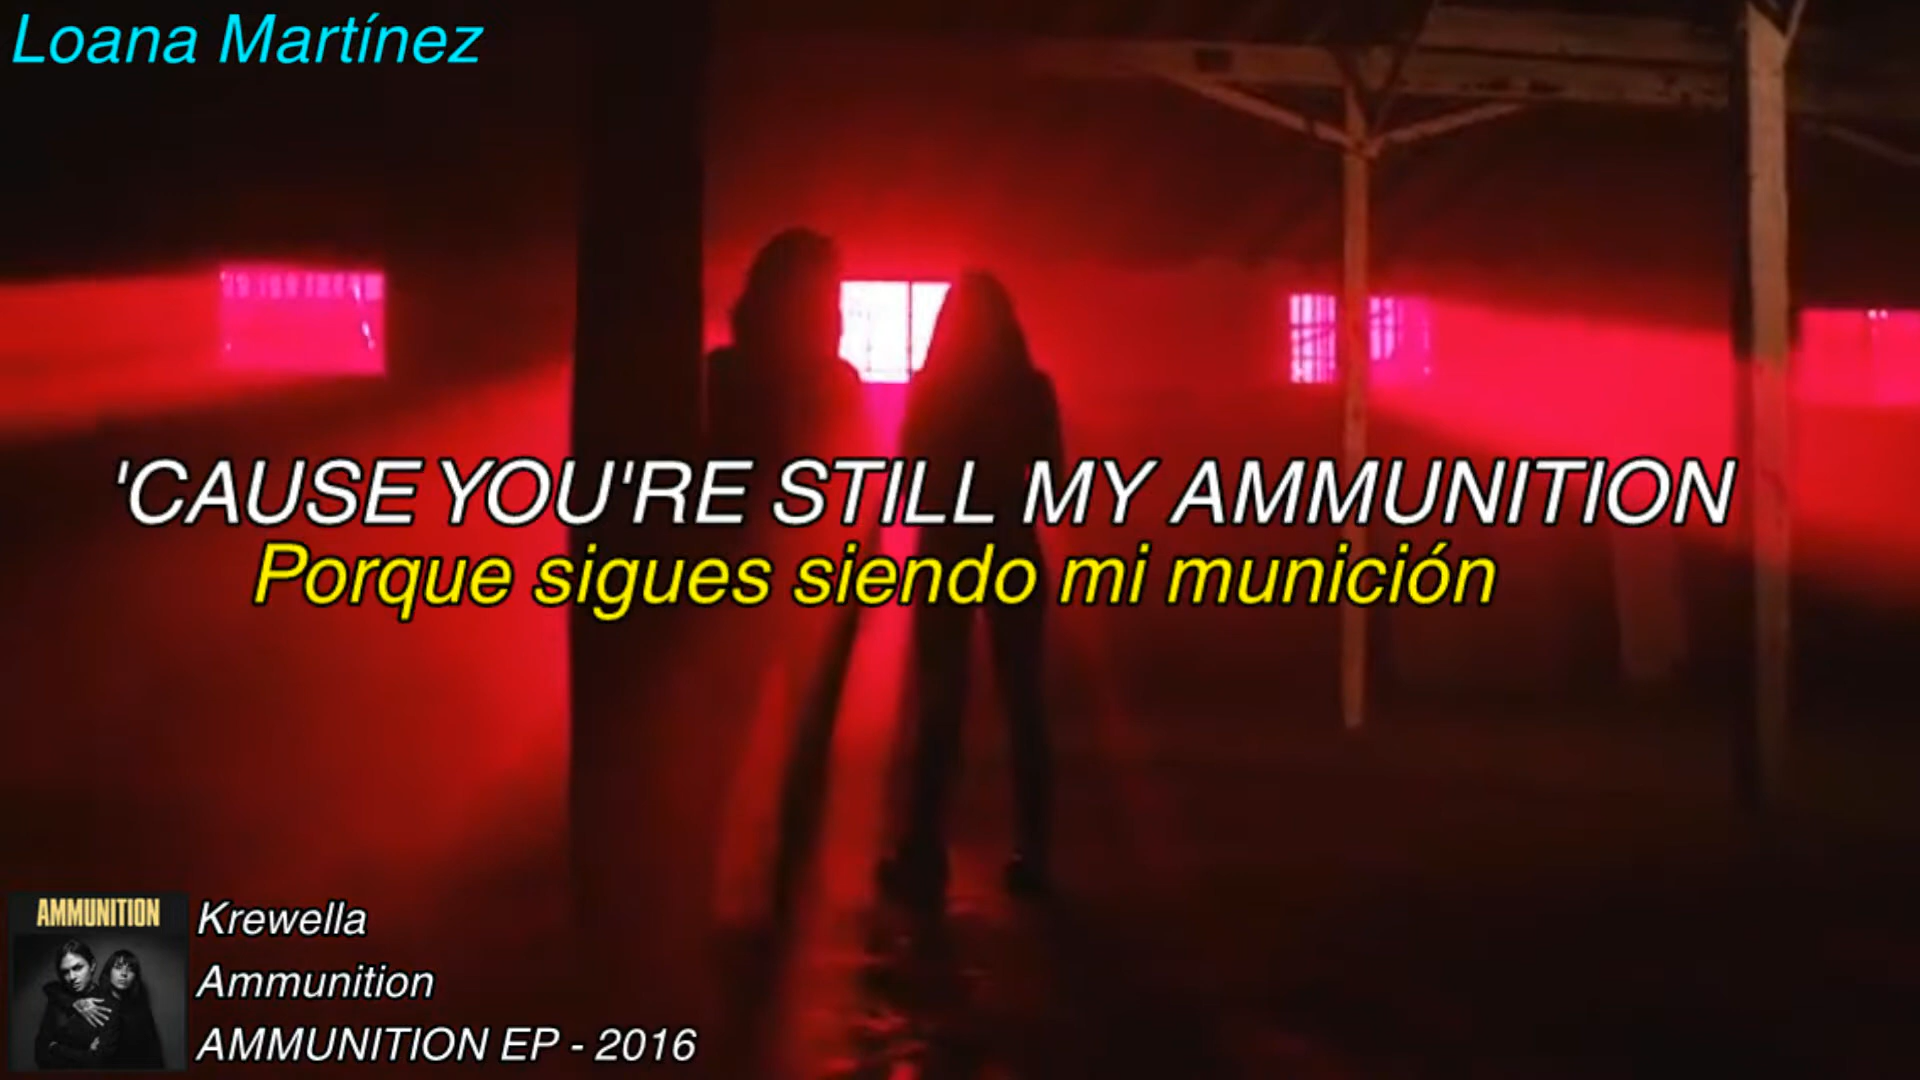 Loana Martínez
'CAUSE YOU'RE STILL MY AMMUNITION
Porque sigues siendo mi munición
AMMUNITION
Krewella
Ammunition
AMMUNITION EP - 2016